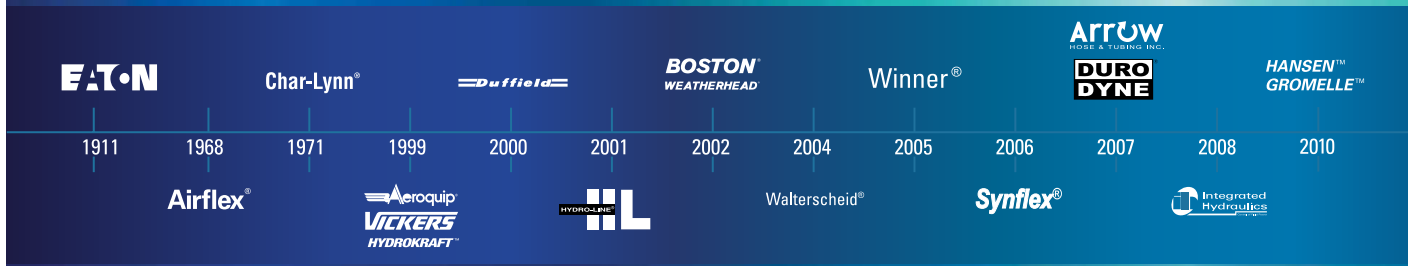 EATON
Char-Lynn®
Duffield
BOSTON®
WEATHERHEAD®
Winner®
Arrow
HOSE & TUBING INC.
DURO
DYNE
HANSEN™
GROMELLE™
1911 1968 1971 1999 2000 2001 2002 2004 2005 2006 2007 2008 2010
Airflex®
Aeroquip®
VICKERS
HYDROKRAFT™
HYDRO-LINE®
HL
Walterscheid®
Synflex®
Integrated
Hydraulics